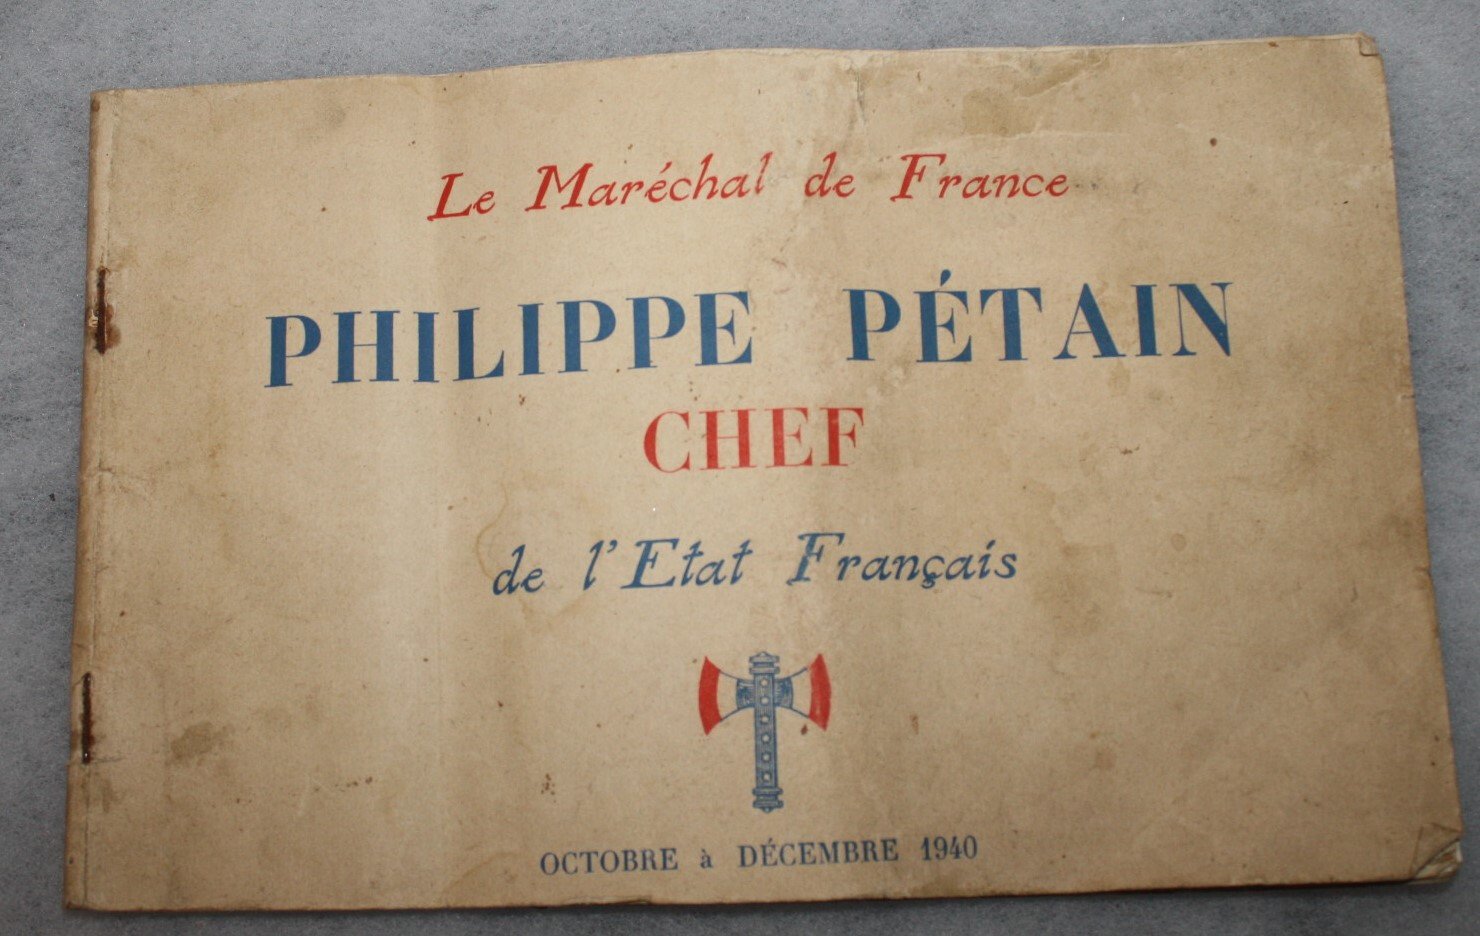 Le Maréchal de France
PHILIPPE PÉTAIN
CHEF
de l'Etat Français
OCTOBRE à DÉCEMBRE 1940